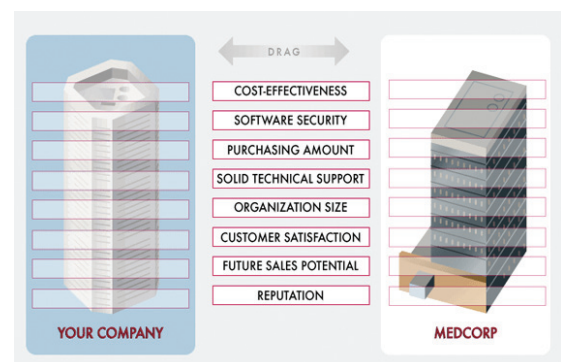 DRAG
COST-EFFECTIVENESS
SOFTWARE SECURITY
PURCHASING AMOUNT
SOLID TECHNICAL SUPPORT
ORGANIZATION SIZE
CUSTOMER SATISFACTION
FUTURE SALES POTENTIAL
REPUTATION
YOUR COMPANY
MEDCORP